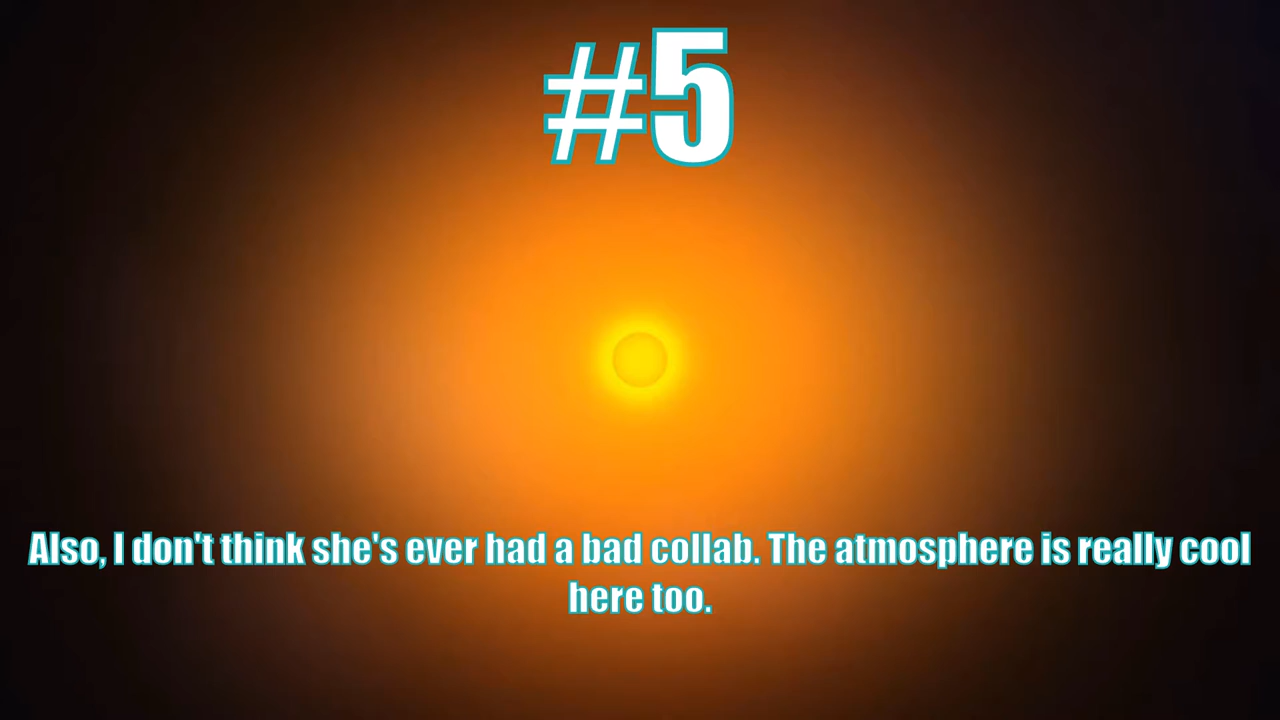 #5
Also, I don't think she's ever had a bad collab. The atmosphere is really cool
here too.